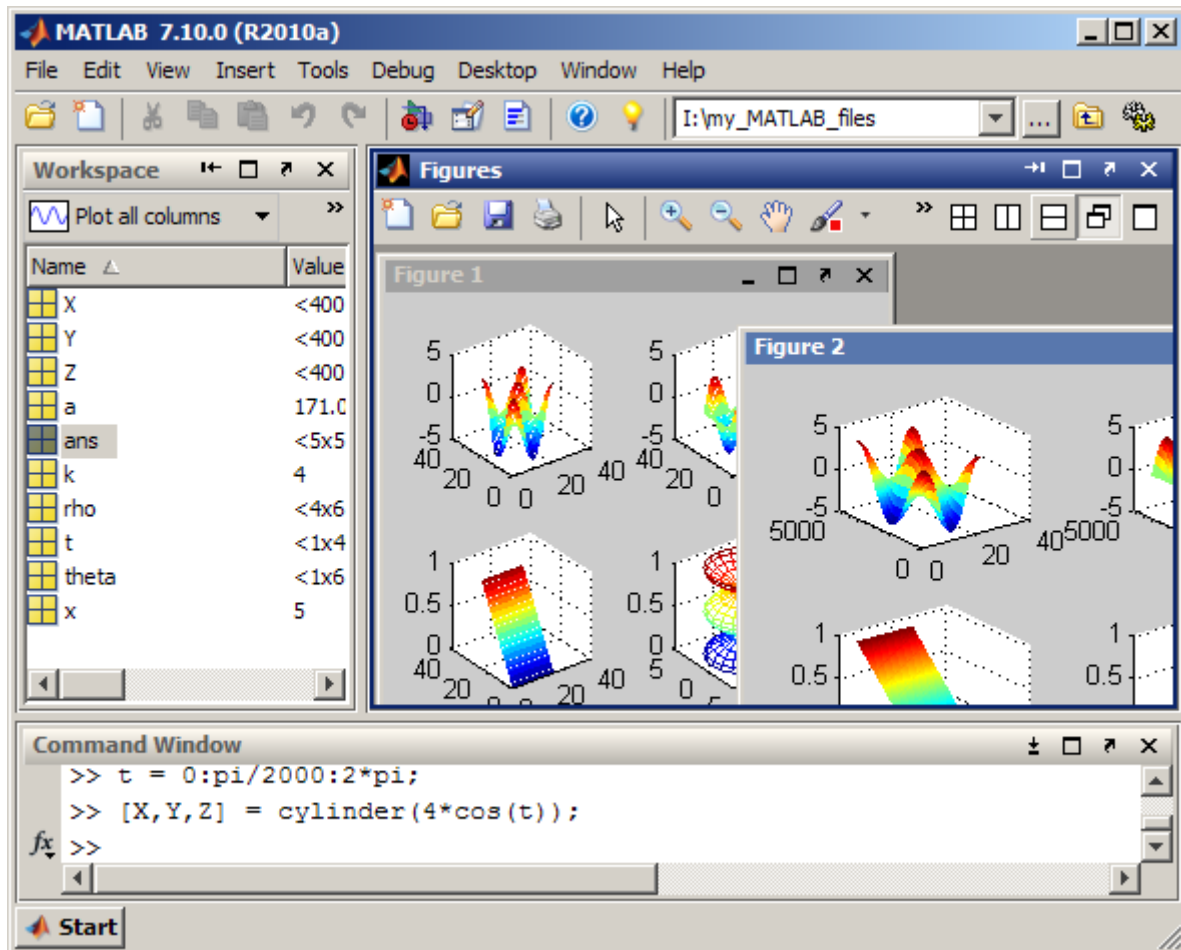 MATLAB 7.10.0 (R2010a)
File Edit View Insert Tools Debug Desktop Window Help
I:\my_MATLAB_files ...
Workspace
Plot all columns »
Name Value
X <400
Y <400
Z <400
a 171.0
ans <5x5
k 4
rho <4x6
t <1x4
theta <1x6
x 5
Figures
»
Figure 1
5 5
0 0
-5 -5
40 20 0 0 20 40 40 20 0
1 1
0.5 0.5
0 0
40 20 0 0 20 40 5 0 5
Figure 2
5 5
0 0
-5 -5
5000 0 0 20 40 5000
1 1
0.5 0.5
Command Window
>> t = 0:pi/2000:2*pi;
>> [X,Y,Z] = cylinder(4*cos(t));
fx >>
Start